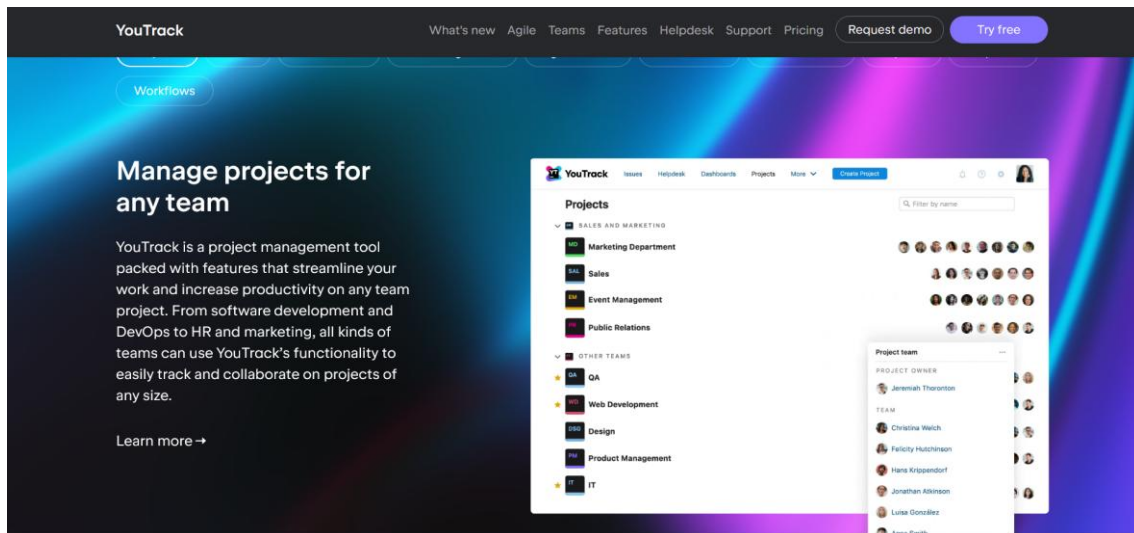 YouTrack
What's new Agile Teams Features Helpdesk Support Pricing Request demo Try free
Workflows
Manage projects for
any team
YouTrack is a project management tool
packed with features that streamline your
work and increase productivity on any team
project. From software development and
DevOps to HR and marketing, all kinds of
teams can use YouTrack's functionality to
easily track and collaborate on projects of
any size.
Learn more →
YouTrack Issues Helpdesk Dashboards Projects More Create Project
Projects
Filter by name
SALES AND MARKETING
MD Marketing Department
SAL Sales
EM Event Management
PR Public Relations
OTHER TEAMS
QA QA
WD Web Development
DSG Design
PM Product Management
IT IT
Project team
PROJECT OWNER
Jeremiah Thoronton
TEAM
Christina Welch
Felicity Hutchinson
Hans Krippendorf
Jonathan Atkinson
Luisa González